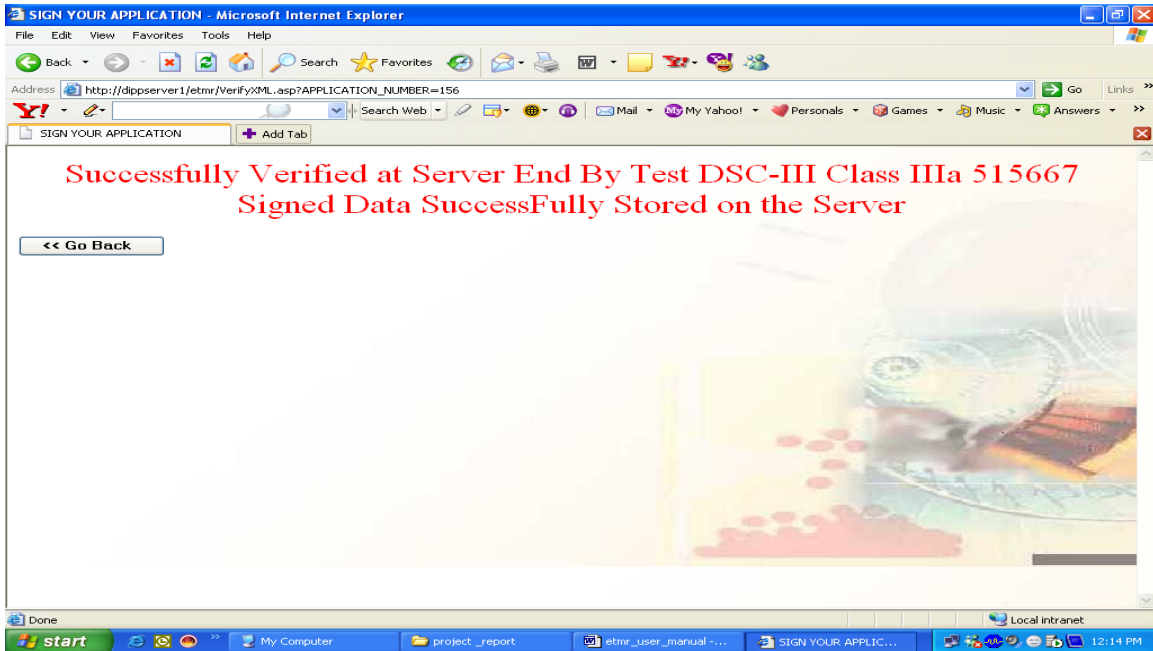 SIGN YOUR APPLICATION - Microsoft Internet Explorer
File Edit View Favorites Tools Help
Back Search Favorites
Address http://dippserver1/etmr/VerifyXML.asp?APPLICATION_NUMBER=156 Go Links »
Y! Search Web Mail My Yahoo! Personals Games Music Answers »
SIGN YOUR APPLICATION Add Tab
Successfully Verified at Server End By Test DSC-III Class IIIa 515667
Signed Data SuccessFully Stored on the Server
<< Go Back
Done Local intranet
start » My Computer project _report etmr_user_manual -... SIGN YOUR APPLIC... 12:14 PM